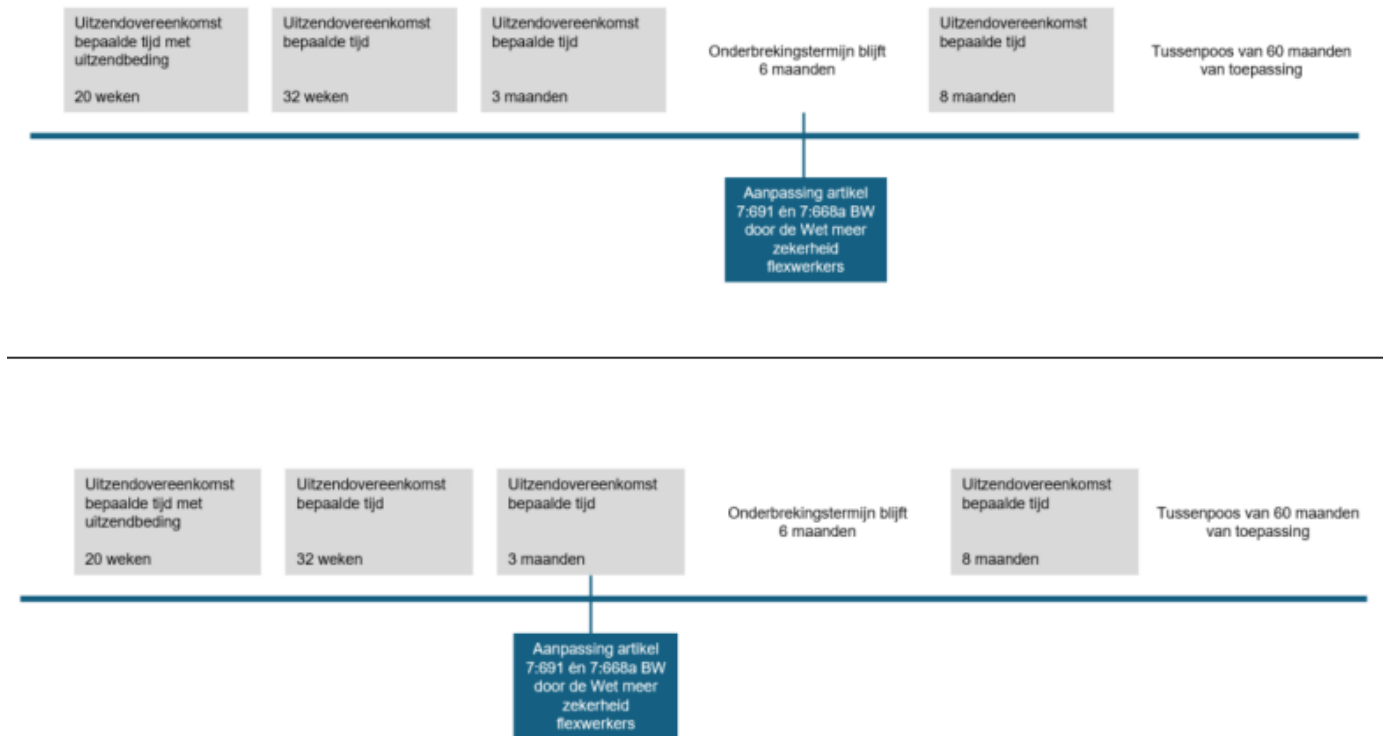 Uitzendovereenkomst
bepaalde tijd met
uitzendbeding
20 weken
Uitzendovereenkomst
bepaalde tijd
32 weken
Uitzendovereenkomst
bepaalde tijd
3 maanden
Onderbrekingstermijn blijft
6 maanden
Uitzendovereenkomst
bepaalde tijd
8 maanden
Tussenpoos van 60 maanden
van toepassing
Aanpassing artikel
7:691 én 7:668a BW
door de Wet meer
zekerheid
flexwerkers
Uitzendovereenkomst
bepaalde tijd met
uitzendbeding
20 weken
Uitzendovereenkomst
bepaalde tijd
32 weken
Uitzendovereenkomst
bepaalde tijd
3 maanden
Onderbrekingstermijn blijft
6 maanden
Uitzendovereenkomst
bepaalde tijd
8 maanden
Tussenpoos van 60 maanden
van toepassing
Aanpassing artikel
7:691 én 7:668a BW
door de Wet meer
zekerheid
flexwerkers